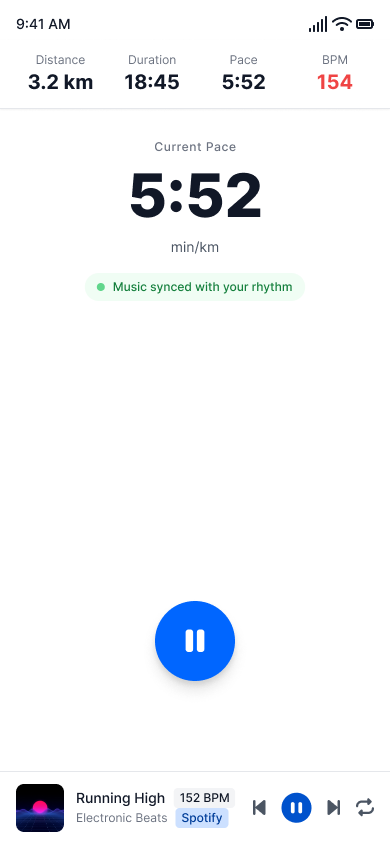 9:41 AM
Distance Duration Pace BPM
3.2 km 18:45 5:52 154
Current Pace
5:52
min/km
Music synced with your rhythm
Running High 152 BPM
Electronic Beats Spotify